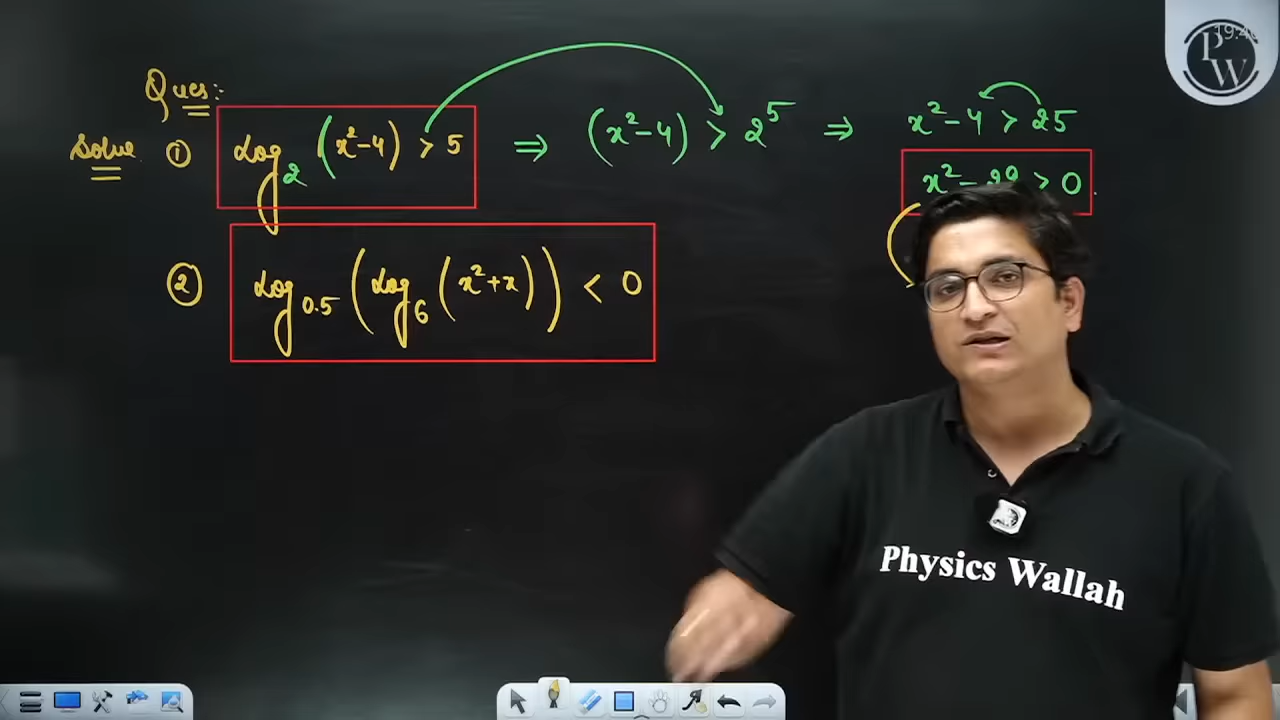 Ques:
Solve ① log₂ (x²-4) > 5 ⇒ (x²-4) > 2⁵ ⇒ x²-4 > 25
x² - > 0
② log₀.₅ (log₆ (x²+x)) < 0
PW
Physics Wallah